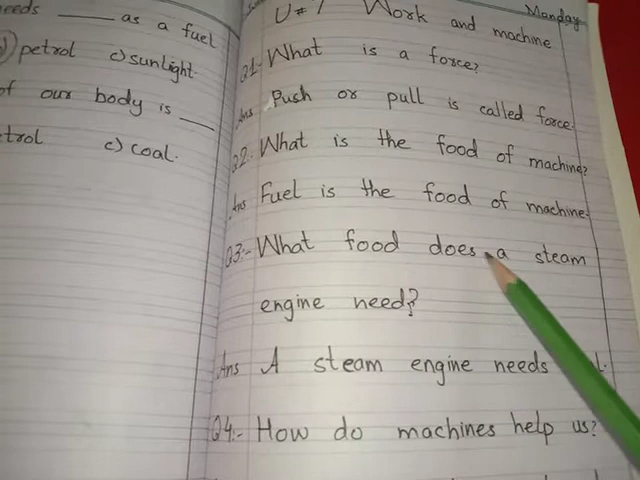 eeds ____ as a fuel
petrol c) sunlight.
of our body is ___
trol c) coal.
Monday
U#7 Work and machine
Q1. What is a force?
Ans Push or pull is called force.
Q2. What is the food of machine?
Ans Fuel is the food of machine.
Q3:- What food does a steam
engine need?
Ans A steam engine needs
Q4:- How do machines help us?